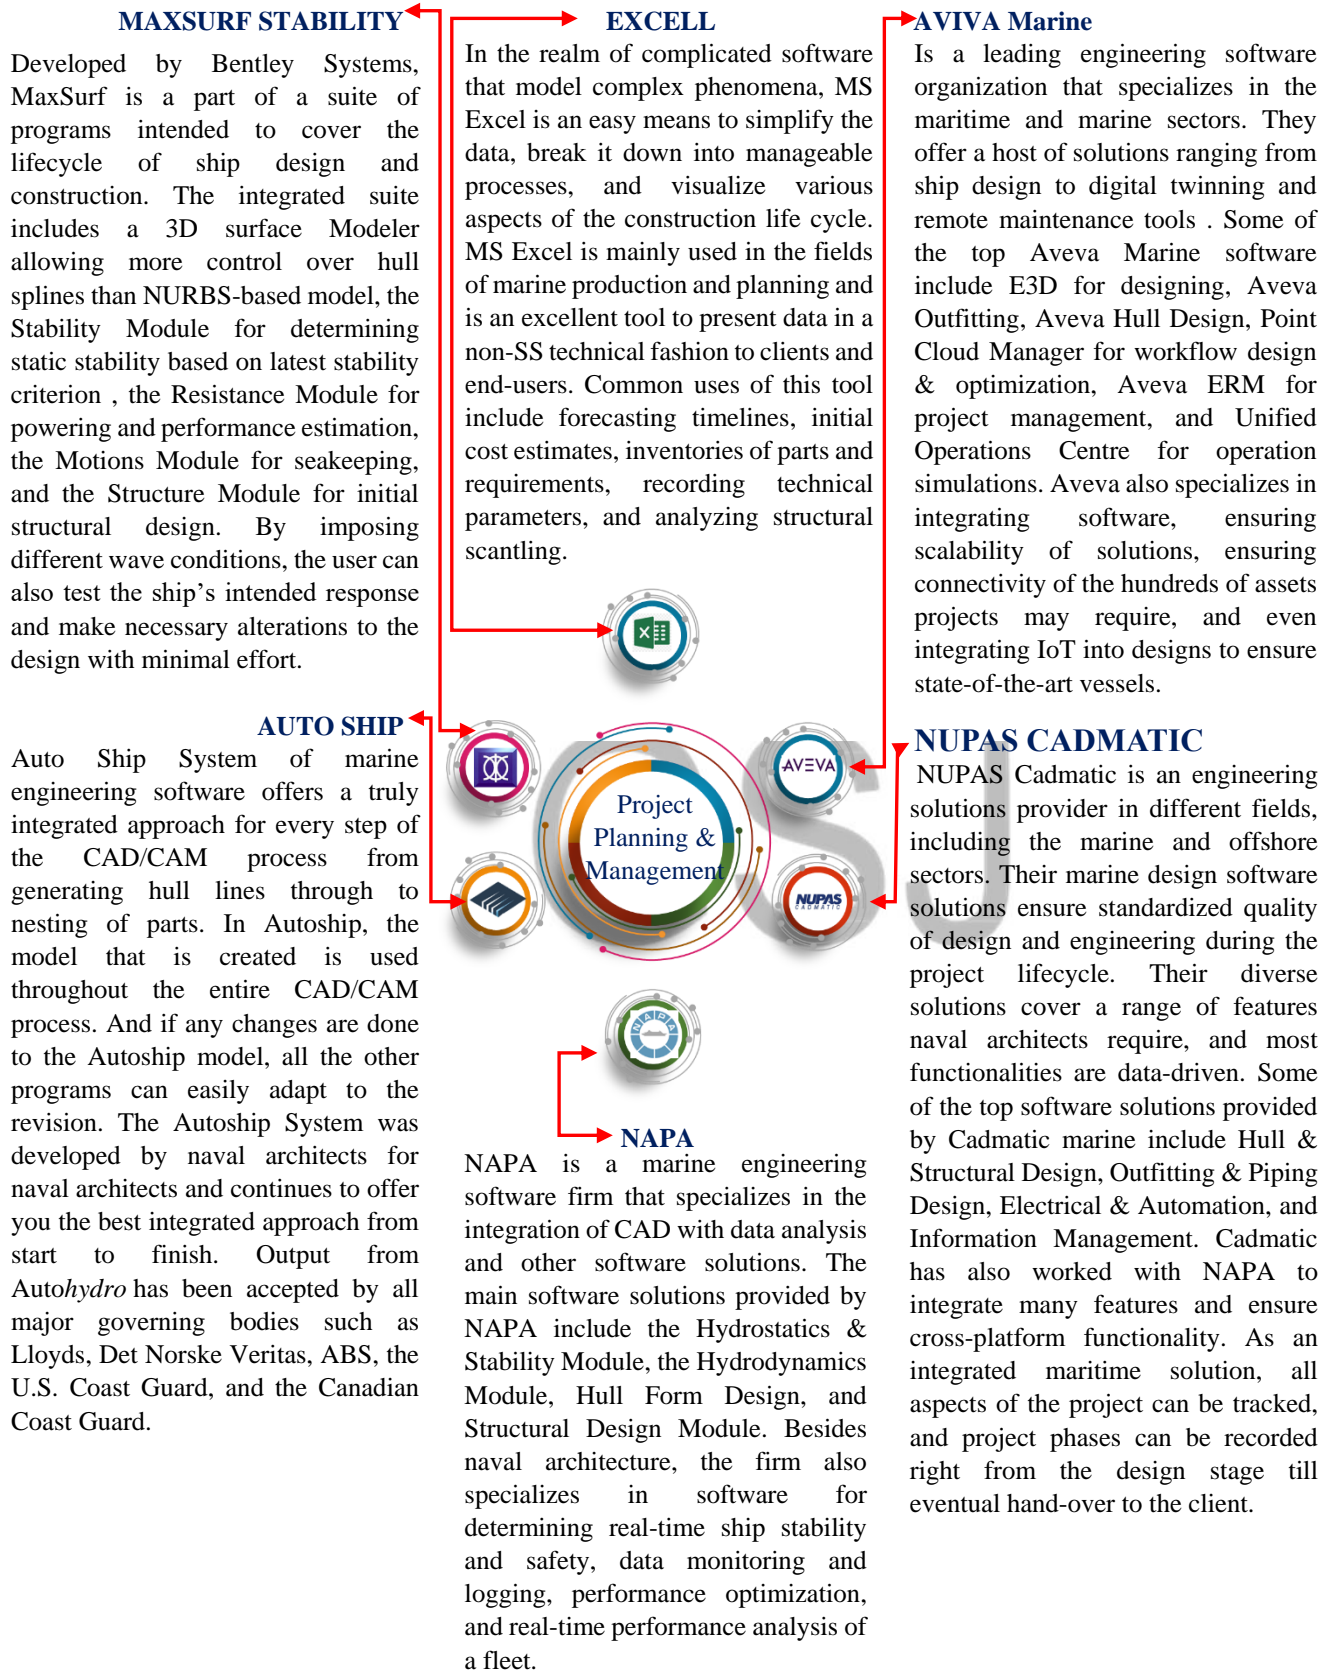 MAXSURF STABILITY
Developed by Bentley Systems,
MaxSurf is a part of a suite of
programs intended to cover the
lifecycle of ship design and
construction. The integrated suite
includes a 3D surface Modeler
allowing more control over hull
splines than NURBS-based model, the
Stability Module for determining
static stability based on latest stability
criterion , the Resistance Module for
powering and performance estimation,
the Motions Module for seakeeping,
and the Structure Module for initial
structural design. By imposing
different wave conditions, the user can
also test the ship’s intended response
and make necessary alterations to the
design with minimal effort.
AUTO SHIP
Auto Ship System of marine
engineering software offers a truly
integrated approach for every step of
the CAD/CAM process from
generating hull lines through to
nesting of parts. In Autoship, the
model that is created is used
throughout the entire CAD/CAM
process. And if any changes are done
to the Autoship model, all the other
programs can easily adapt to the
revision. The Autoship System was
developed by naval architects for
naval architects and continues to offer
you the best integrated approach from
start to finish. Output from
Autohydro has been accepted by all
major governing bodies such as
Lloyds, Det Norske Veritas, ABS, the
U.S. Coast Guard, and the Canadian
Coast Guard.
EXCELL
In the realm of complicated software
that model complex phenomena, MS
Excel is an easy means to simplify the
data, break it down into manageable
processes, and visualize various
aspects of the construction life cycle.
MS Excel is mainly used in the fields
of marine production and planning and
is an excellent tool to present data in a
non-SS technical fashion to clients and
end-users. Common uses of this tool
include forecasting timelines, initial
cost estimates, inventories of parts and
requirements, recording technical
parameters, and analyzing structural
scantling.
X
Project
Planning &
Management
AVEVA
NUPAS
CADMATIC
NAPA
OSJ
NAPA
NAPA is a marine engineering
software firm that specializes in the
integration of CAD with data analysis
and other software solutions. The
main software solutions provided by
NAPA include the Hydrostatics &
Stability Module, the Hydrodynamics
Module, Hull Form Design, and
Structural Design Module. Besides
naval architecture, the firm also
specializes in software for
determining real-time ship stability
and safety, data monitoring and
logging, performance optimization,
and real-time performance analysis of
a fleet.
AVIVA Marine
Is a leading engineering software
organization that specializes in the
maritime and marine sectors. They
offer a host of solutions ranging from
ship design to digital twinning and
remote maintenance tools . Some of
the top Aveva Marine software
include E3D for designing, Aveva
Outfitting, Aveva Hull Design, Point
Cloud Manager for workflow design
& optimization, Aveva ERM for
project management, and Unified
Operations Centre for operation
simulations. Aveva also specializes in
integrating software, ensuring
scalability of solutions, ensuring
connectivity of the hundreds of assets
projects may require, and even
integrating IoT into designs to ensure
state-of-the-art vessels.
NUPAS CADMATIC
NUPAS Cadmatic is an engineering
solutions provider in different fields,
including the marine and offshore
sectors. Their marine design software
solutions ensure standardized quality
of design and engineering during the
project lifecycle. Their diverse
solutions cover a range of features
naval architects require, and most
functionalities are data-driven. Some
of the top software solutions provided
by Cadmatic marine include Hull &
Structural Design, Outfitting & Piping
Design, Electrical & Automation, and
Information Management. Cadmatic
has also worked with NAPA to
integrate many features and ensure
cross-platform functionality. As an
integrated maritime solution, all
aspects of the project can be tracked,
and project phases can be recorded
right from the design stage till
eventual hand-over to the client.